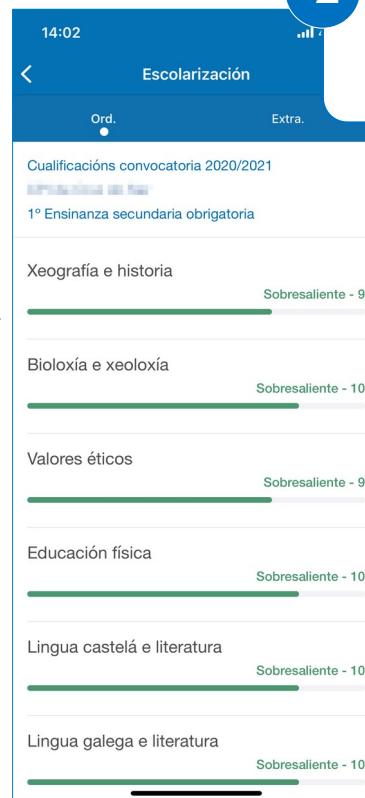 14:02
Escolarización
Ord.
Extra.
Cualificacións convocatoria 2020/2021
1º Ensinanza secundaria obrigatoria
Xeografía e historia
Sobresaliente - 9
Bioloxía e xeoloxía
Sobresaliente - 10
Valores éticos
Sobresaliente - 9
Educación física
Sobresaliente - 10
Lingua castelá e literatura
Sobresaliente - 10
Lingua galega e literatura
Sobresaliente - 10